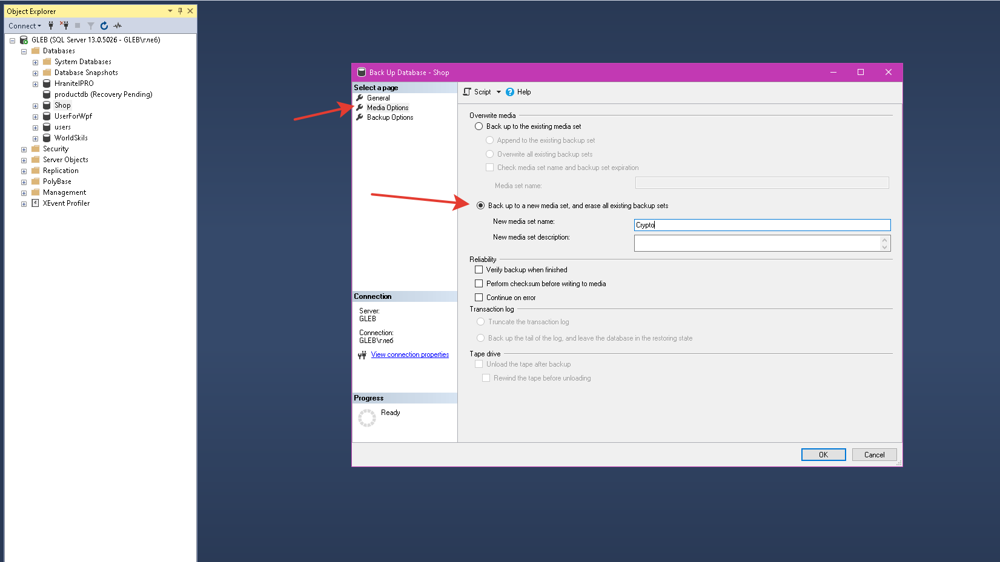 Object Explorer
Connect
GLEB (SQL Server 13.0.5026 - GLEB\глеб)
Databases
System Databases
Database Snapshots
HranitelPRO
productdb (Recovery Pending)
Shop
UserForWpf
users
WorldSkils
Security
Server Objects
Replication
PolyBase
Management
XEvent Profiler
Back Up Database - Shop
Select a page
General
Media Options
Backup Options
Connection
Server:
GLEB
Connection:
GLEB\глеб
View connection properties
Progress
Ready
Script
Help
Overwrite media
Back up to the existing media set
Append to the existing backup set
Overwrite all existing backup sets
Check media set name and backup set expiration
Media set name:
Back up to a new media set, and erase all existing backup sets
New media set name: Crypto
New media set description:
Reliability
Verify backup when finished
Perform checksum before writing to media
Continue on error
Transaction log
Truncate the transaction log
Back up the tail of the log, and leave the database in the restoring state
Tape drive
Unload the tape after backup
Rewind the tape before unloading
OK Cancel